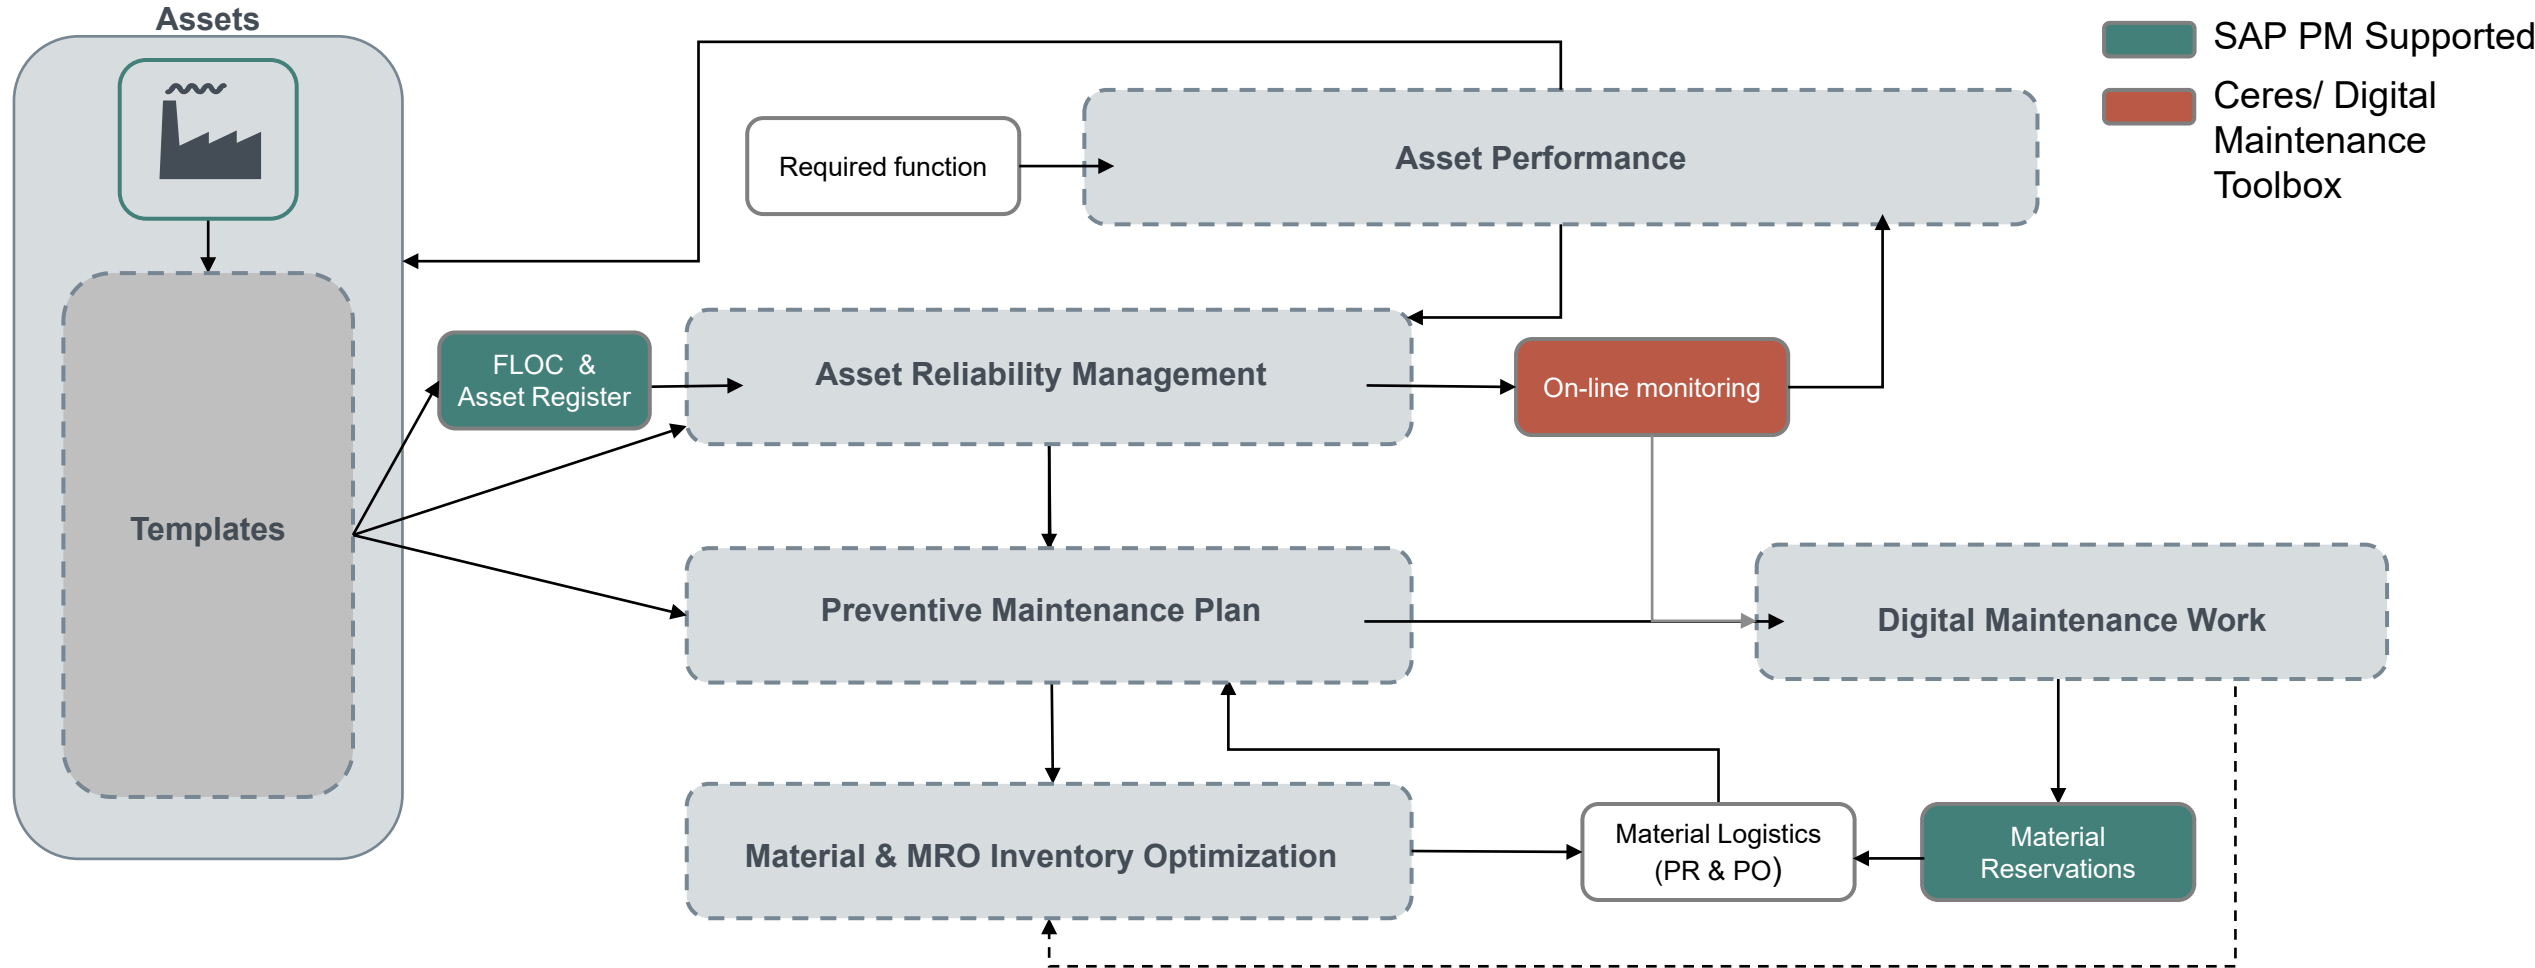 Assets
SAP PM Supported
Ceres/ Digital
Maintenance
Toolbox
Required function
Asset Performance
FLOC &
Asset Register
Asset Reliability Management
On-line monitoring
Templates
Preventive Maintenance Plan
Digital Maintenance Work
Material & MRO Inventory Optimization
Material Logistics
(PR & PO)
Material
Reservations